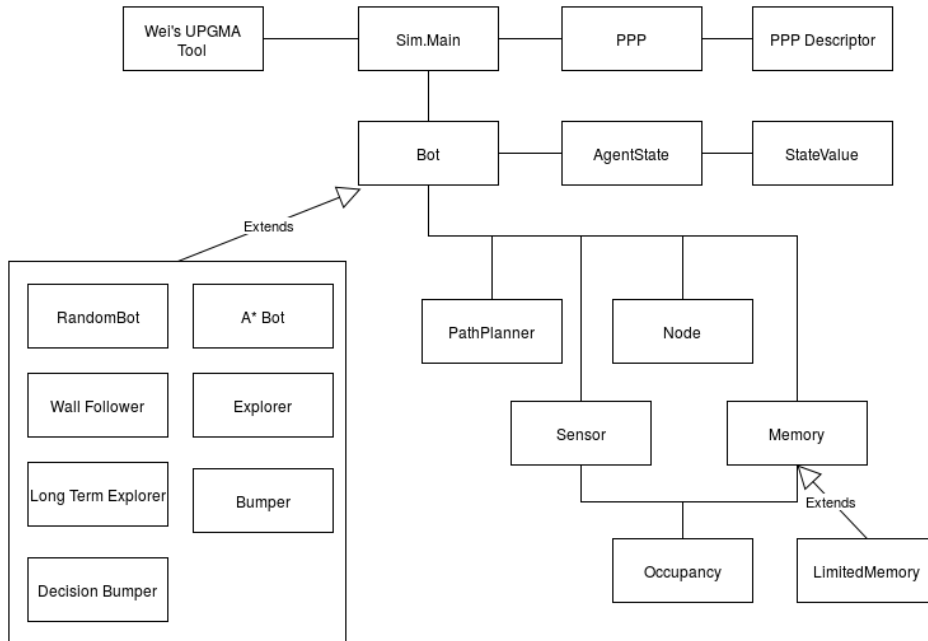 Wei's UPGMA
Tool
Sim.Main
PPP
PPP Descriptor
Bot
AgentState
StateValue
Extends
RandomBot
A* Bot
PathPlanner
Node
Wall Follower
Explorer
Sensor
Memory
Long Term Explorer
Bumper
Extends
Decision Bumper
Occupancy
LimitedMemory